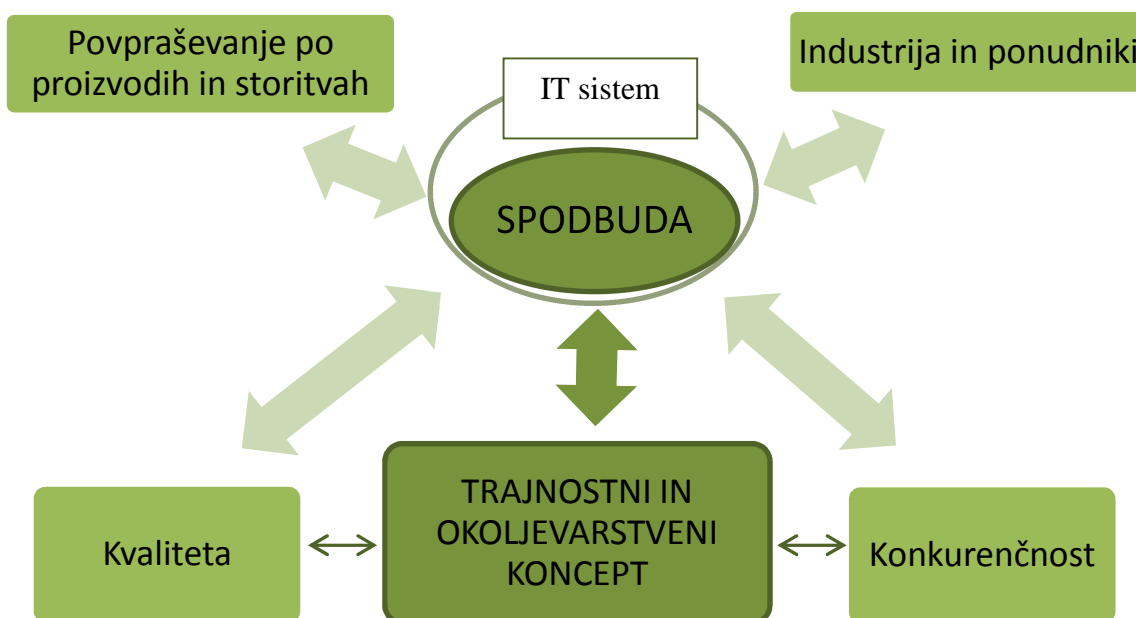 Povpraševanje po
proizvodih in storitvah
Industrija in ponudniki
IT sistem
SPODBUDA
TRAJNOSTNI IN
OKOLJEVARSTVENI
KONCEPT
Kvaliteta
Konkurenčnost